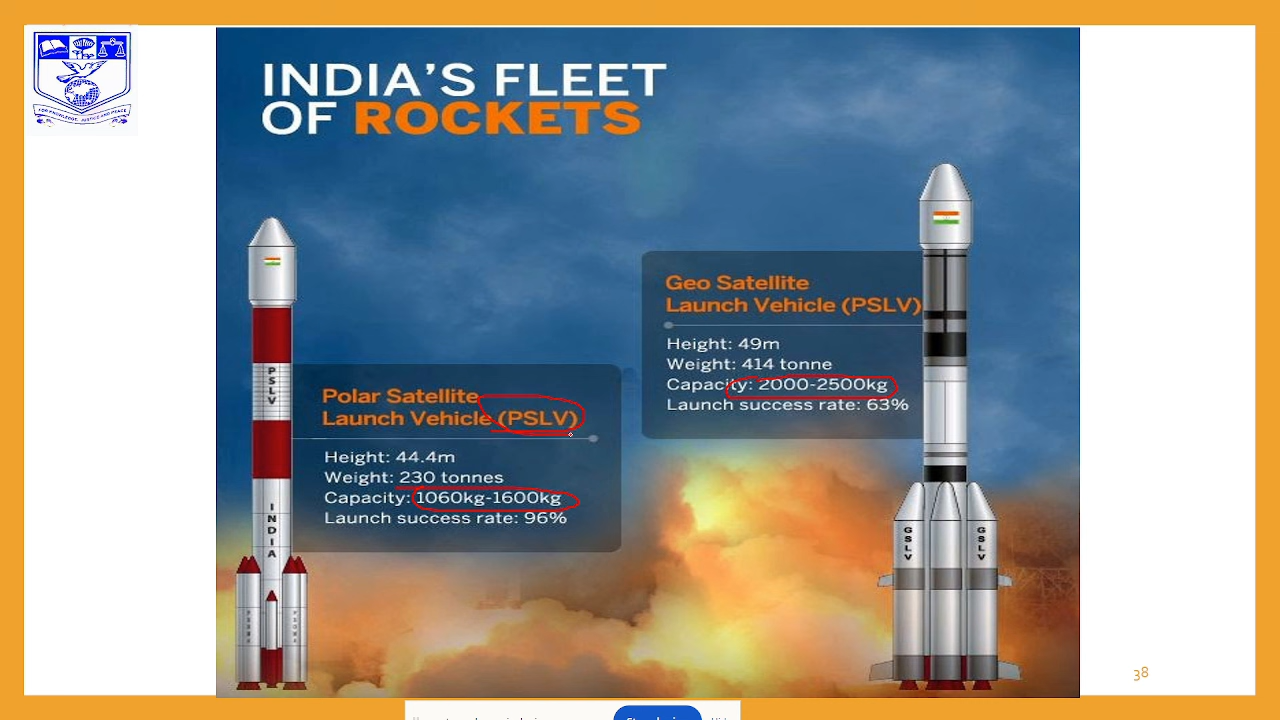 INDIA'S FLEET
OF ROCKETS
Geo Satellite
Launch Vehicle (PSLV)
Height: 49m
Weight: 414 tonne
Capacity: 2000-2500kg
Launch success rate: 63%
Polar Satellite
Launch Vehicle (PSLV)
Height: 44.4m
Weight: 230 tonnes
Capacity: 1060kg-1600kg
Launch success rate: 96%
PSLV
INDIA
GSLV
GSLV
38